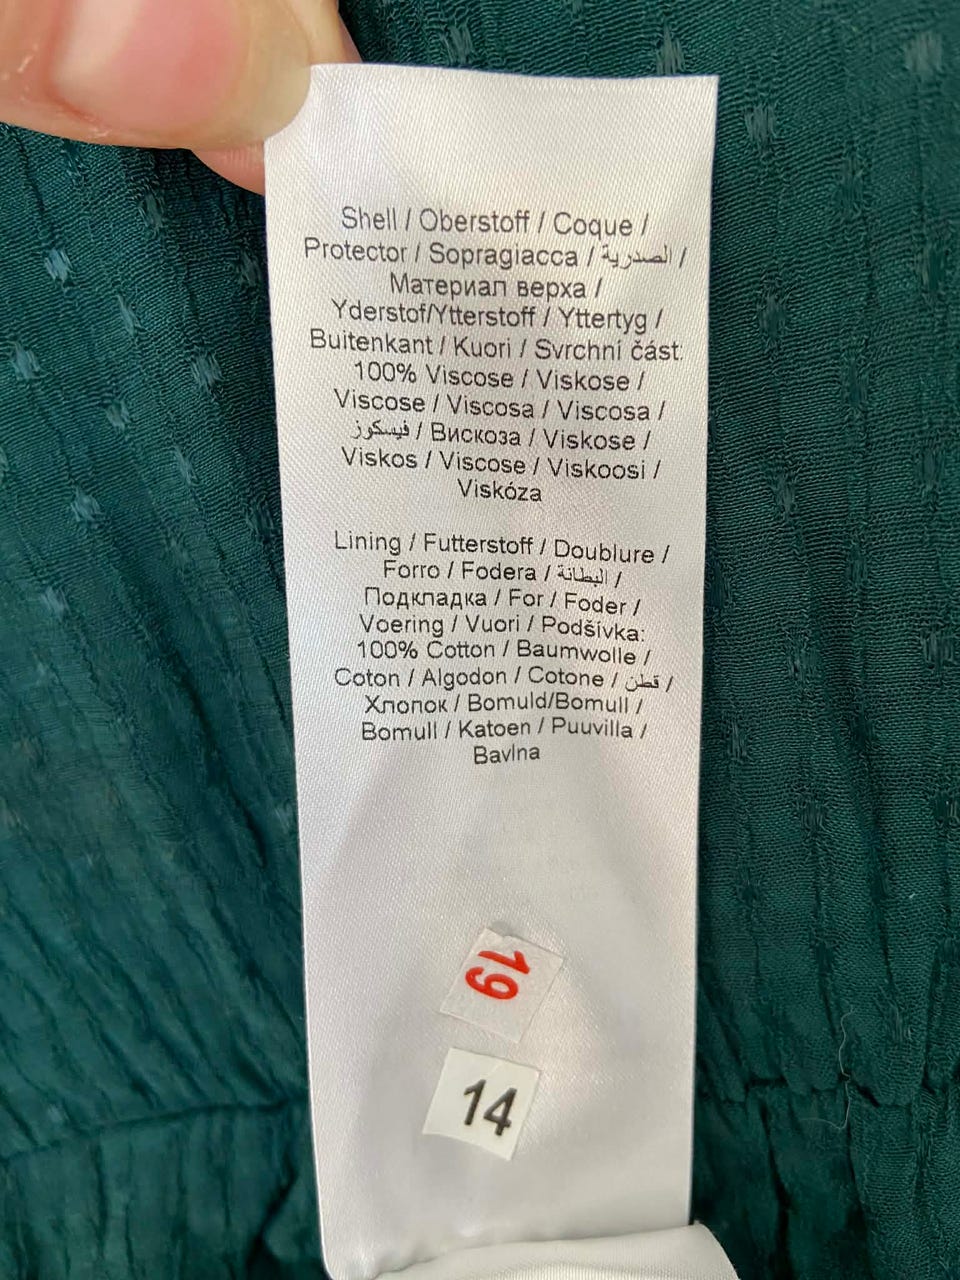 Shell / Oberstoff / Coque /
Protector / Sopragiacca / الصدرية /
Материал верха /
Yderstof/Ytterstoff / Yttertyg /
Buitenkant / Kuori / Svrchní část:
100% Viscose / Viskose /
Viscose / Viscosa / Viscosa /
فيسكوز / Вискоза / Viskose /
Viskos / Viscose / Viskoosi /
Viskóza
Lining / Futterstoff / Doublure /
Forro / Fodera / البطانة /
Подкладка / For / Foder /
Voering / Vuori / Podšívka:
100% Cotton / Baumwolle /
Coton / Algodon / Cotone / قطن /
Хлопок / Bomuld/Bomull /
Bomull / Katoen / Puuvilla /
Bavlna
19
14